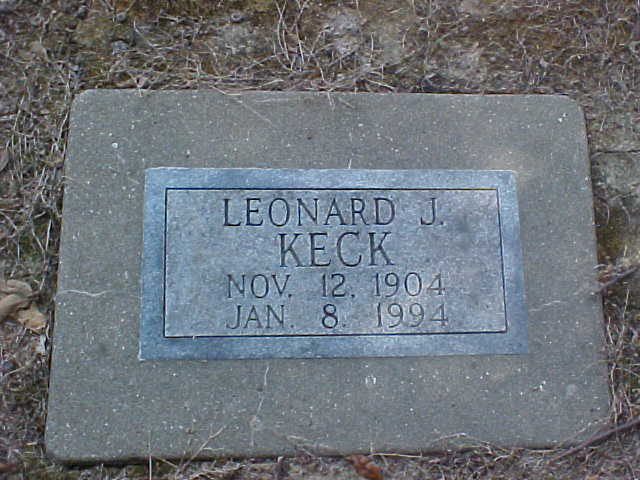 LEONARD J.
KECK
NOV. 12, 1904
JAN. 8. 1994